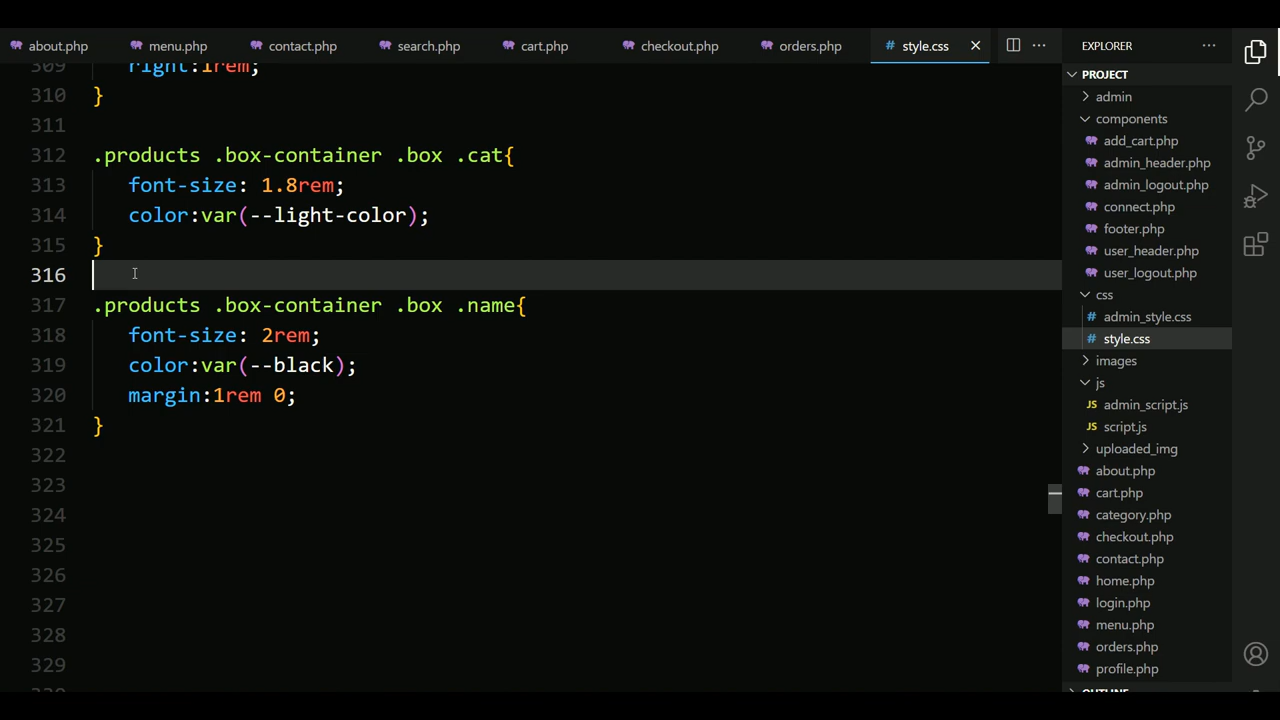 about.php
menu.php
contact.php
search.php
cart.php
checkout.php
orders.php
# style.css
EXPLORER
309 right:1rem;
310 }
311
312 .products .box-container .box .cat{
313 font-size: 1.8rem;
314 color:var(--light-color);
315 }
316
317 .products .box-container .box .name{
318 font-size: 2rem;
319 color:var(--black);
320 margin:1rem 0;
321 }
322
323
324
325
326
327
328
329
330
PROJECT
admin
components
add_cart.php
admin_header.php
admin_logout.php
connect.php
footer.php
user_header.php
user_logout.php
css
# admin_style.css
# style.css
images
js
JS admin_script.js
JS script.js
uploaded_img
about.php
cart.php
category.php
checkout.php
contact.php
home.php
login.php
menu.php
orders.php
profile.php
OUTLINE